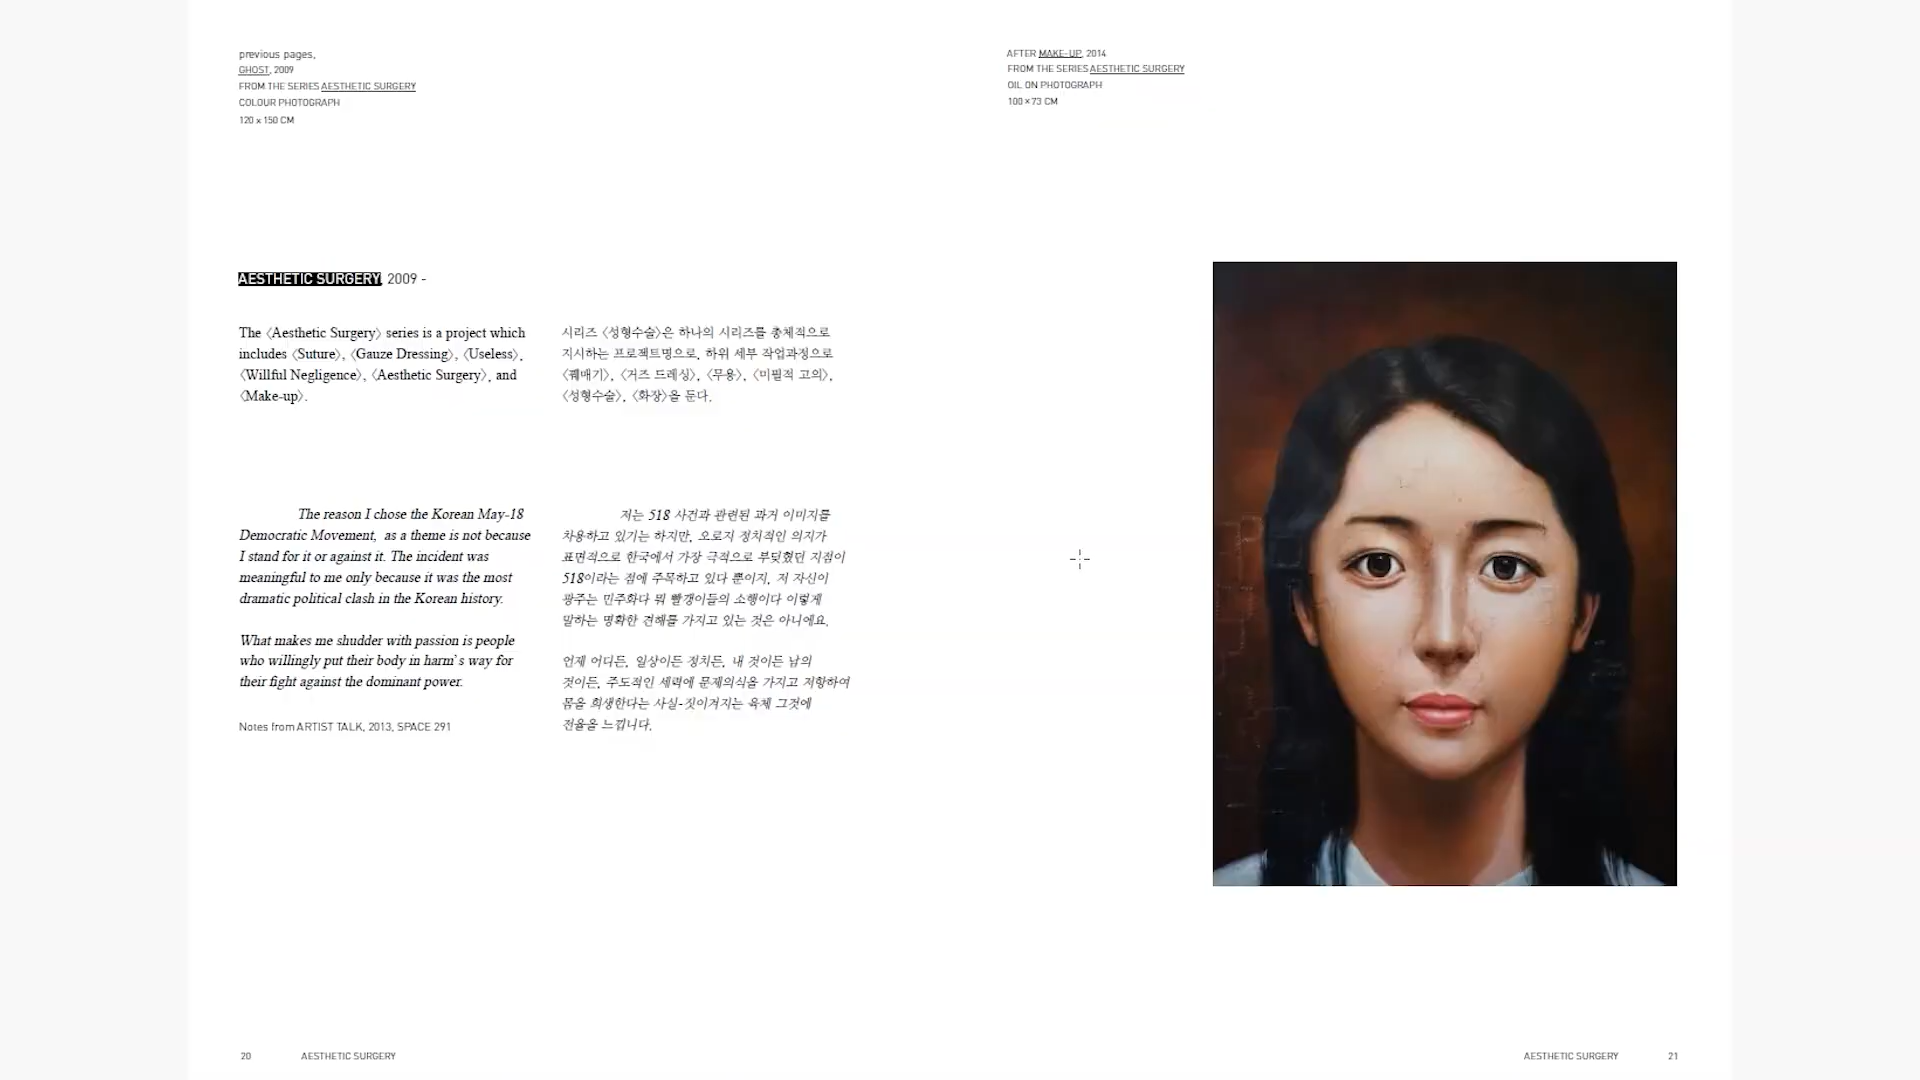 previous pages,
GHOST, 2009
FROM THE SERIES AESTHETIC SURGERY
COLOUR PHOTOGRAPH
120 x 150 CM
AESTHETIC SURGERY, 2009 -
The 〈Aesthetic Surgery〉 series is a project which
includes 〈Suture〉, 〈Gauze Dressing〉, 〈Useless〉,
〈Willful Negligence〉, 〈Aesthetic Surgery〉, and
〈Make-up〉.
시리즈 〈성형수술〉은 하나의 시리즈를 총체적으로
지시하는 프로젝트명으로, 하위 세부 작업과정으로
〈꿰매기〉, 〈거즈 드레싱〉, 〈무용〉, 〈미필적 고의〉,
〈성형수술〉, 〈화장〉을 둔다.
The reason I chose the Korean May-18
Democratic Movement, as a theme is not because
I stand for it or against it. The incident was
meaningful to me only because it was the most
dramatic political clash in the Korean history.
What makes me shudder with passion is people
who willingly put their body in harm's way for
their fight against the dominant power.
Notes from ARTIST TALK, 2013, SPACE 291
저는 518 사건과 관련된 과거 이미지를
차용하고 있기는 하지만, 오로지 정치적인 의지가
표면적으로 한국에서 가장 극적으로 부딪혔던 지점이
518이라는 점에 주목하고 있다 뿐이지, 저 자신이
광주는 민주화다 뭐 빨갱이들의 소행이다 이렇게
말하는 명확한 견해를 가지고 있는 것은 아니에요.
언제 어디든, 일상이든 정치든, 내 것이든 남의
것이든, 주도적인 세력에 문제의식을 가지고 저항하여
몸을 희생한다는 사실-짓이겨지는 육체 그것에
전율을 느낍니다.
20 AESTHETIC SURGERY
AFTER MAKE-UP, 2014
FROM THE SERIES AESTHETIC SURGERY
OIL ON PHOTOGRAPH
100 × 73 CM
AESTHETIC SURGERY 21